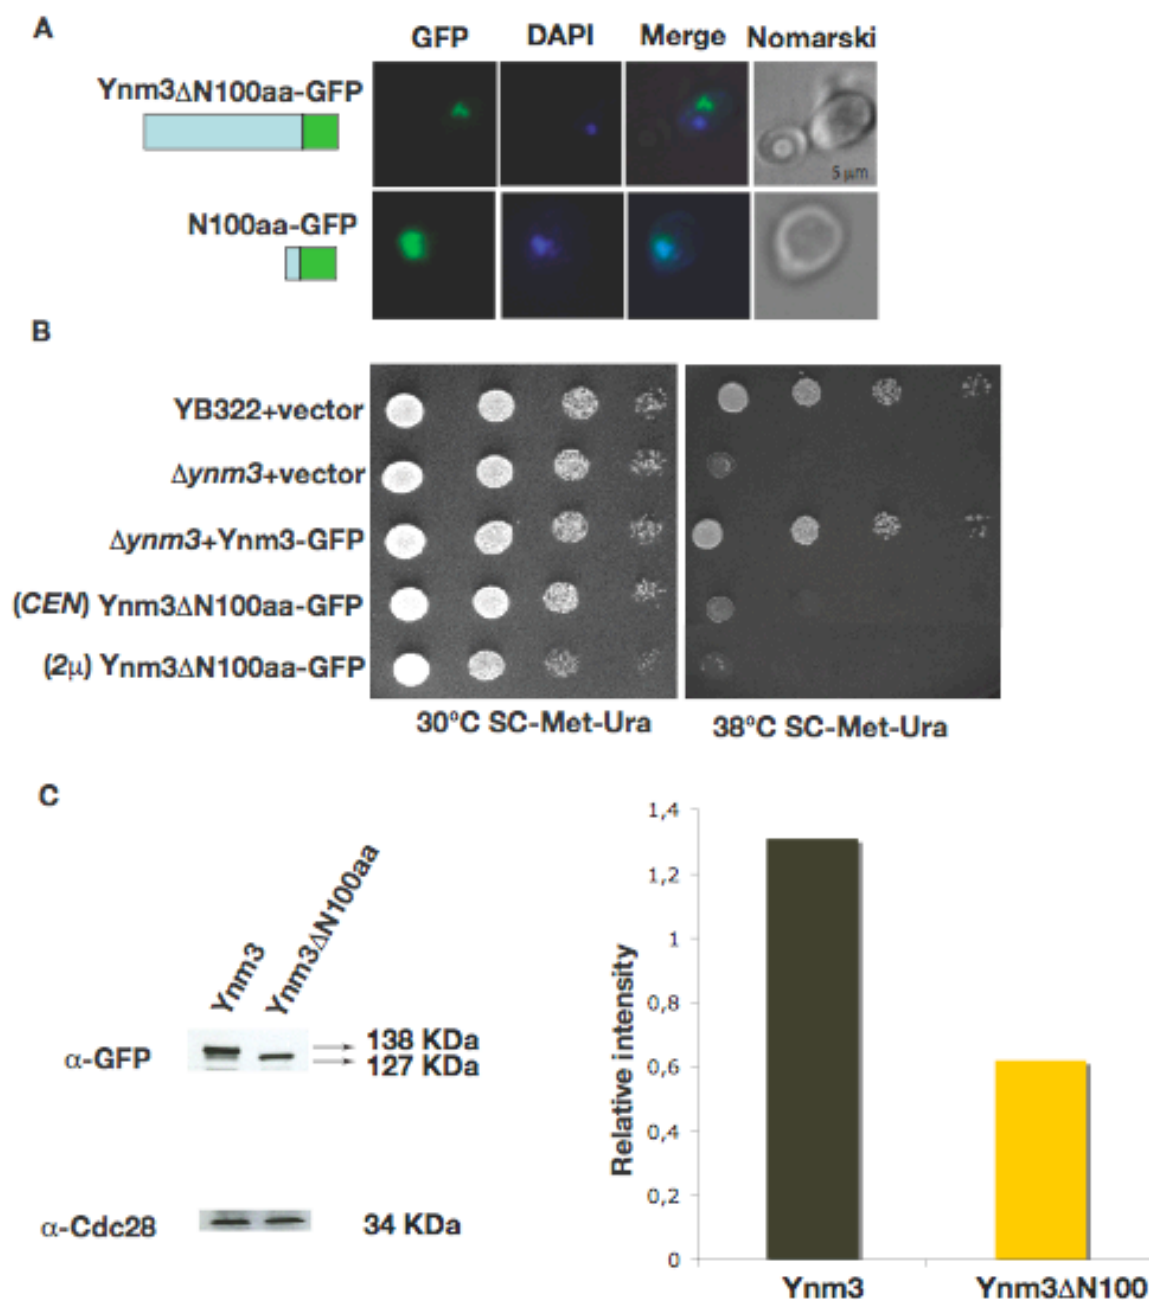 A
GFP DAPI Merge Nomarski
Ynm3ΔN100aa-GFP
5 μm
N100aa-GFP
B
YB322+vector
Δynm3+vector
Δynm3+Ynm3-GFP
(CEN) Ynm3ΔN100aa-GFP
(2μ) Ynm3ΔN100aa-GFP
30ºC SC-Met-Ura 38ºC SC-Met-Ura
C
Ynm3
Ynm3ΔN100aa
α-GFP
138 KDa
127 KDa
α-Cdc28
34 KDa
Relative intensity
1,4
1,2
1
0,8
0,6
0,4
0,2
0
Ynm3 Ynm3ΔN100